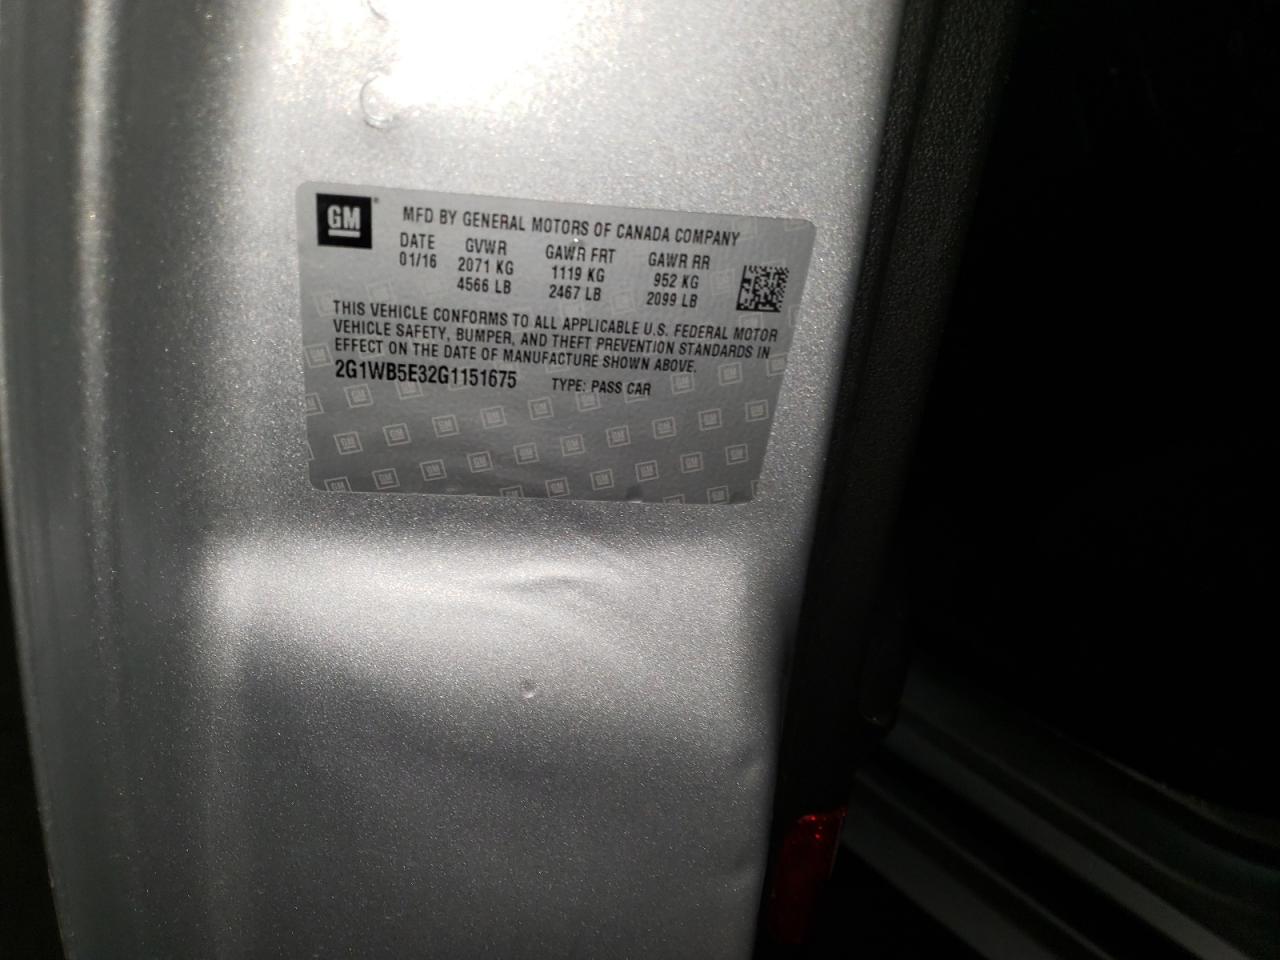 GM
MFD BY GENERAL MOTORS OF CANADA COMPANY
DATE GVWR GAWR FRT GAWR RR
01/16 2071 KG 1119 KG 952 KG
4566 LB 2467 LB 2099 LB
THIS VEHICLE CONFORMS TO ALL APPLICABLE U.S. FEDERAL MOTOR
VEHICLE SAFETY, BUMPER, AND THEFT PREVENTION STANDARDS IN
EFFECT ON THE DATE OF MANUFACTURE SHOWN ABOVE.
2G1WB5E32G1151675 TYPE: PASS CAR